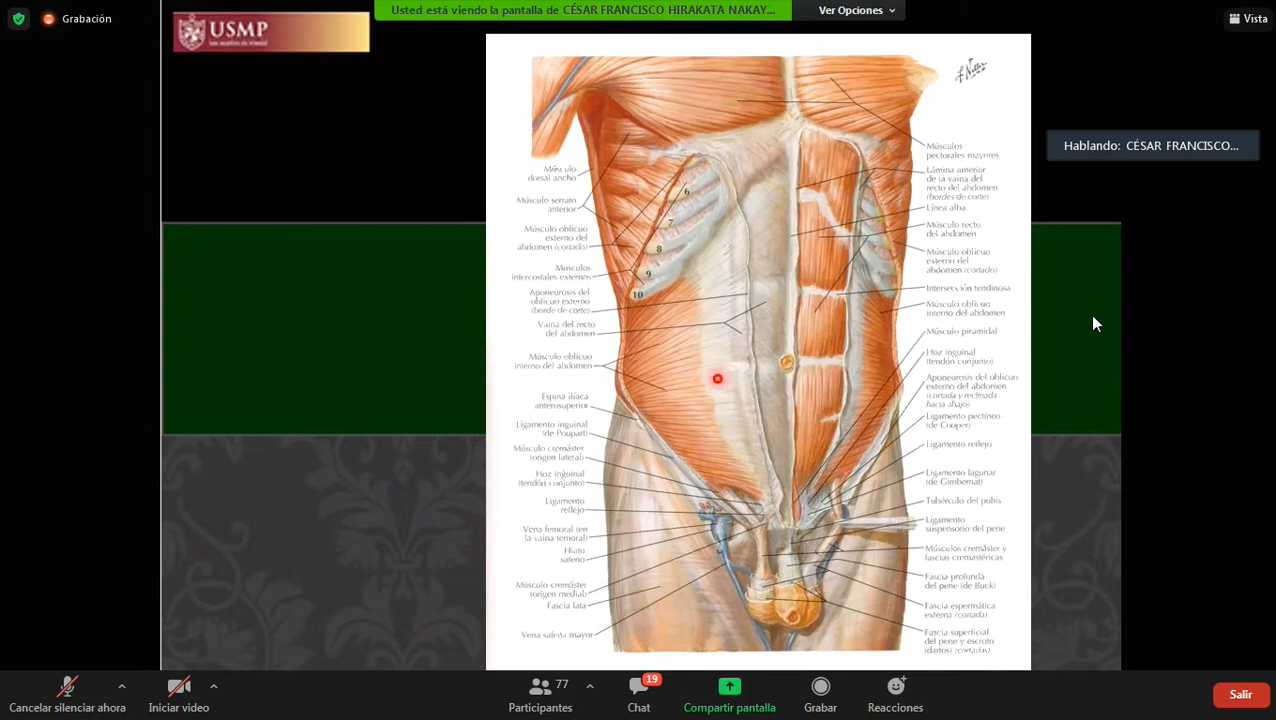 Grabación
Usted está viendo la pantalla de CÉSAR FRANCISCO HIRAKATA NAKAY...
Ver Opciones
Vista
USMP
Hablando: CÉSAR FRANCISCO...
Músculo
dorsal ancho
Músculo serrato
anterior
Músculo oblicuo
externo del
abdomen (cortado)
Músculos
intercostales externos
Aponeurosis del
oblicuo externo
(borde de corte)
Vaina del recto
del abdomen
Músculo oblicuo
interno del abdomen
Espina ilíaca
anterosuperior
Ligamento inguinal
(de Poupart)
Músculo cremáster
(origen lateral)
Hoz inguinal
(tendón conjunto)
Ligamento
reflejo
Vena femoral (en
la vaina femoral)
Hiato
safeno
Músculo cremáster
(origen medial)
Fascia lata
Vena safena mayor
6
7
8
9
10
Músculos
pectorales mayores
Lámina anterior
de la vaina del
recto del abdomen
(bordes de corte)
Línea alba
Músculo recto
del abdomen
Músculo oblicuo
externo del
abdomen (cortado)
Intersección tendinosa
Músculo oblicuo
interno del abdomen
Músculo piramidal
Hoz inguinal
(tendón conjunto)
Aponeurosis del oblicuo
externo del abdomen
(cortada y reclinada
hacia abajo)
Ligamento pectíneo
(de Cooper)
Ligamento reflejo
Ligamento lagunar
(de Gimbernat)
Tubérculo del pubis
Ligamento
suspensorio del pene
Músculos cremáster y
fascias cremastéricas
Fascia profunda
del pene (de Buck)
Fascia espermática
externa (cortada)
Fascia superficial
del pene y escroto
(dartos) (cortadas)
Cancelar silenciar ahora
Iniciar video
77
Participantes
19
Chat
Compartir pantalla
Grabar
Reacciones
Salir